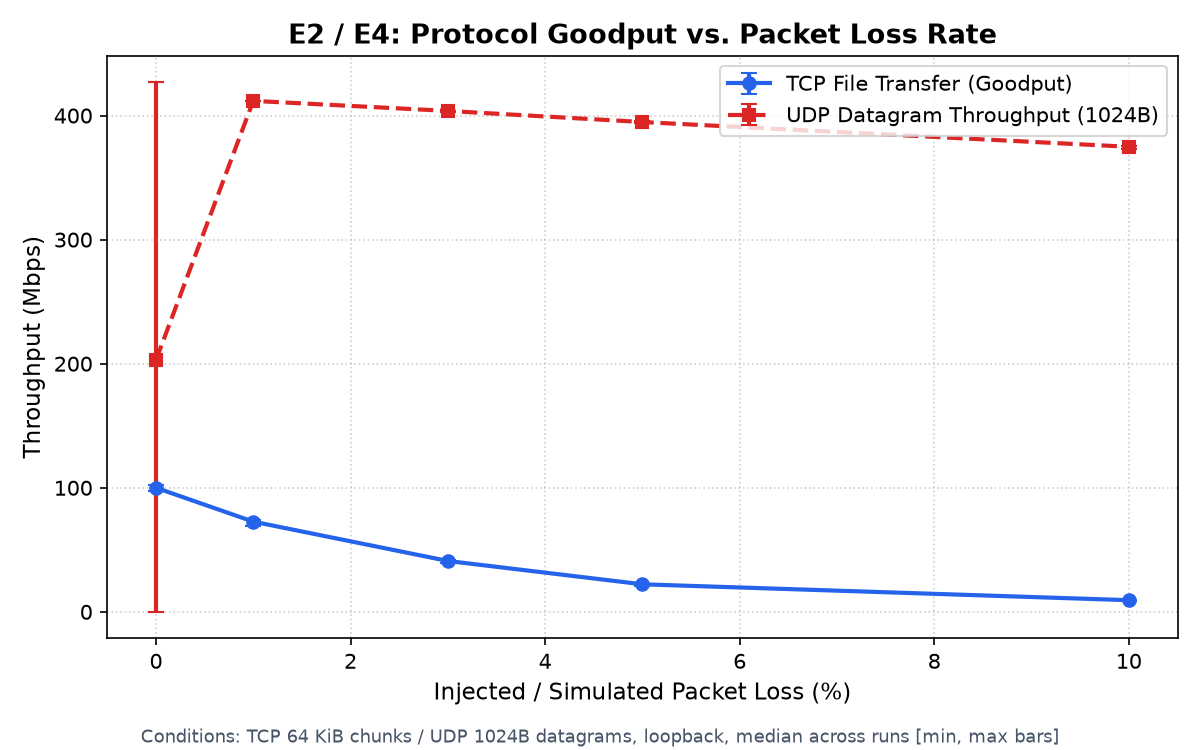 E2 / E4: Protocol Goodput vs. Packet Loss Rate
TCP File Transfer (Goodput)
UDP Datagram Throughput (1024B)
Throughput (Mbps)
400
300
200
100
0
0 2 4 6 8 10
Injected / Simulated Packet Loss (%)
Conditions: TCP 64 KiB chunks / UDP 1024B datagrams, loopback, median across runs [min, max bars]